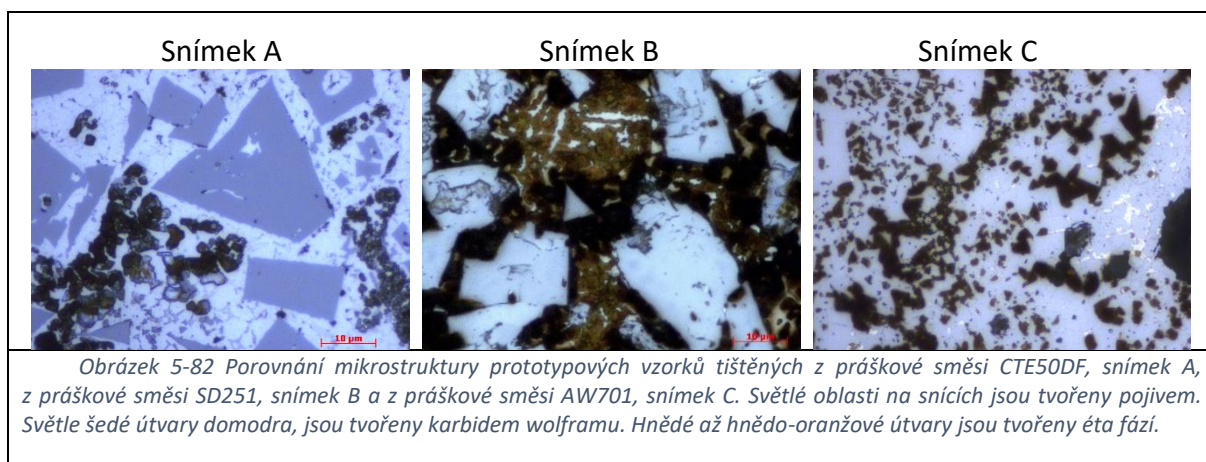 Snímek A
Snímek B
Snímek C
10 µm
10 µm
Obrázek 5-82 Porovnání mikrostruktury prototypových vzorků tištěných z práškové směsi CTE50DF, snímek A,
z práškové směsi SD251, snímek B a z práškové směsi AW701, snímek C. Světlé oblasti na snících jsou tvořeny pojivem.
Světle šedé útvary domodra, jsou tvořeny karbidem wolframu. Hnědé až hnědo-oranžové útvary jsou tvořeny éta fází.